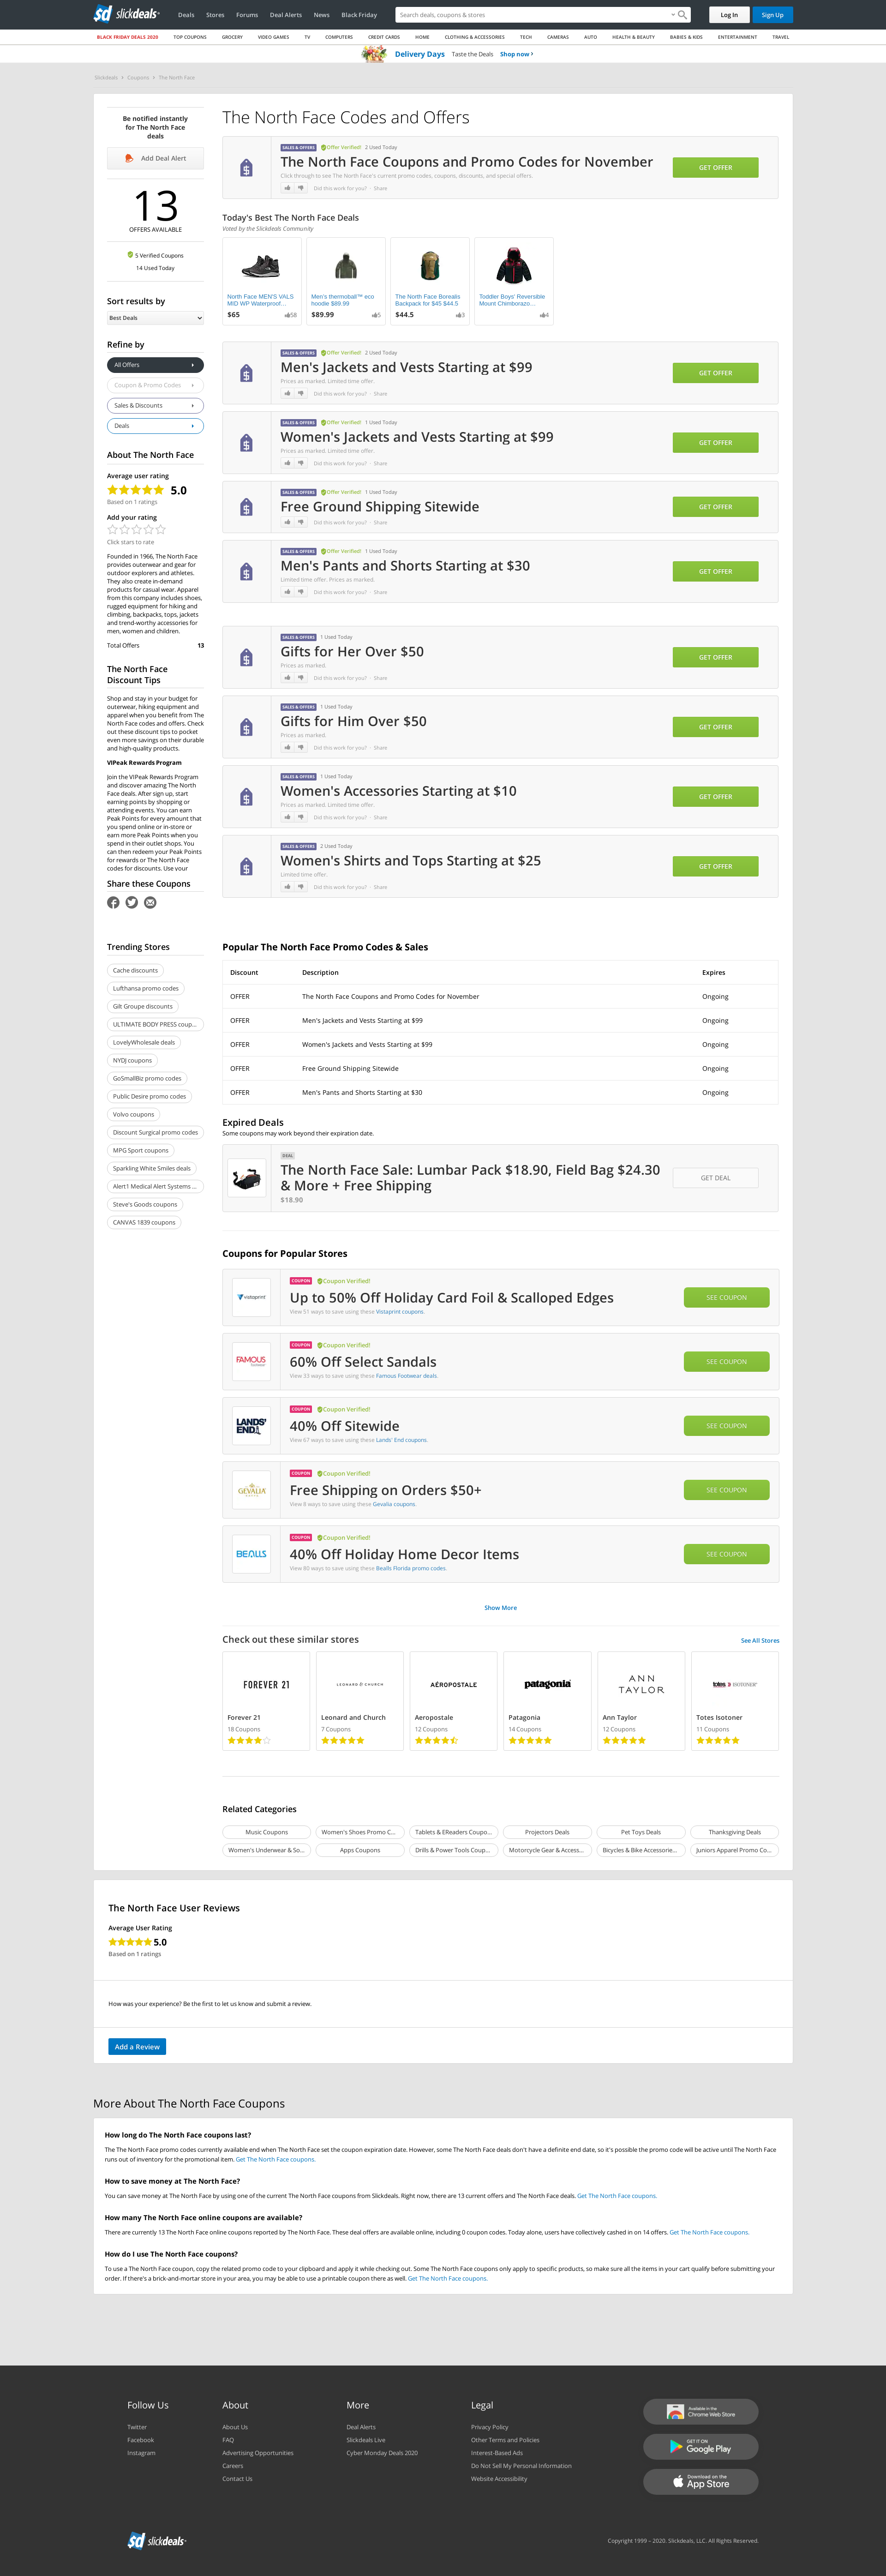 slickdeals
Deals
Stores
Forums
Deal Alerts
News
Black Friday
Search deals, coupons & stores
Log In
Sign Up
BLACK FRIDAY DEALS 2020
TOP COUPONS
GROCERY
VIDEO GAMES
TV
COMPUTERS
CREDIT CARDS
HOME
CLOTHING & ACCESSORIES
TECH
CAMERAS
AUTO
HEALTH & BEAUTY
BABIES & KIDS
ENTERTAINMENT
TRAVEL
Delivery Days Taste the Deals Shop now
Slickdeals › Coupons › The North Face
Be notified instantly
for The North Face
deals
Add Deal Alert
13
OFFERS AVAILABLE
5 Verified Coupons
14 Used Today
Sort results by
Best Deals
Refine by
All Offers
Coupon & Promo Codes
Sales & Discounts
Deals
About The North Face
Average user rating
5.0
Based on 1 ratings
Add your rating
Click stars to rate
Founded in 1966, The North Face
provides outerwear and gear for
outdoor explorers and athletes.
They also create in-demand
products for casual wear. Apparel
from this company includes shoes,
rugged equipment for hiking and
climbing, backpacks, tops, jackets
and trend-worthy accessories for
men, women and children.
Total Offers 13
The North Face
Discount Tips
Shop and stay in your budget for
outerwear, hiking equipment and
apparel when you benefit from The
North Face codes and offers. Check
out these discount tips to pocket
even more savings on their durable
and high-quality products.
VIPeak Rewards Program
Join the VIPeak Rewards Program
and discover amazing The North
Face deals. After sign up, start
earning points by shopping or
attending events. You can earn
Peak Points for every amount that
you spend online or in-store or
earn more Peak Points when you
spend in their outlet shops. You
can then redeem your Peak Points
for rewards or The North Face
codes for discounts. Use your
Share these Coupons
Trending Stores
Cache discounts
Lufthansa promo codes
Gilt Groupe discounts
ULTIMATE BODY PRESS coup...
LovelyWholesale deals
NYDJ coupons
GoSmallBiz promo codes
Public Desire promo codes
Volvo coupons
Discount Surgical promo codes
MPG Sport coupons
Sparkling White Smiles deals
Alert1 Medical Alert Systems ...
Steve's Goods coupons
CANVAS 1839 coupons
The North Face Codes and Offers
SALES & OFFERS Offer Verified! 2 Used Today
The North Face Coupons and Promo Codes for November
Click through to see The North Face's current promo codes, coupons, discounts, and special offers.
Did this work for you? · Share
GET OFFER
Today's Best The North Face Deals
Voted by the Slickdeals Community
North Face MEN'S VALS
MID WP Waterproof...
$65 58
Men's thermoball™ eco
hoodie $89.99
$89.99 5
The North Face Borealis
Backpack for $45 $44.5
$44.5 3
Toddler Boys' Reversible
Mount Chimborazo...
4
SALES & OFFERS Offer Verified! 2 Used Today
Men's Jackets and Vests Starting at $99
Prices as marked. Limited time offer.
Did this work for you? · Share
GET OFFER
SALES & OFFERS Offer Verified! 1 Used Today
Women's Jackets and Vests Starting at $99
Prices as marked. Limited time offer.
Did this work for you? · Share
GET OFFER
SALES & OFFERS Offer Verified! 1 Used Today
Free Ground Shipping Sitewide
Did this work for you? · Share
GET OFFER
SALES & OFFERS Offer Verified! 1 Used Today
Men's Pants and Shorts Starting at $30
Limited time offer. Prices as marked.
Did this work for you? · Share
GET OFFER
SALES & OFFERS 1 Used Today
Gifts for Her Over $50
Prices as marked.
Did this work for you? · Share
GET OFFER
SALES & OFFERS 1 Used Today
Gifts for Him Over $50
Prices as marked.
Did this work for you? · Share
GET OFFER
SALES & OFFERS 1 Used Today
Women's Accessories Starting at $10
Prices as marked. Limited time offer.
Did this work for you? · Share
GET OFFER
SALES & OFFERS 2 Used Today
Women's Shirts and Tops Starting at $25
Limited time offer.
Did this work for you? · Share
GET OFFER
Popular The North Face Promo Codes & Sales
Discount Description Expires
OFFER The North Face Coupons and Promo Codes for November Ongoing
OFFER Men's Jackets and Vests Starting at $99 Ongoing
OFFER Women's Jackets and Vests Starting at $99 Ongoing
OFFER Free Ground Shipping Sitewide Ongoing
OFFER Men's Pants and Shorts Starting at $30 Ongoing
Expired Deals
Some coupons may work beyond their expiration date.
DEAL
The North Face Sale: Lumbar Pack $18.90, Field Bag $24.30
& More + Free Shipping
$18.90
GET DEAL
Coupons for Popular Stores
vistaprint
COUPON Coupon Verified!
Up to 50% Off Holiday Card Foil & Scalloped Edges
View 51 ways to save using these Vistaprint coupons.
SEE COUPON
FAMOUS
COUPON Coupon Verified!
60% Off Select Sandals
View 33 ways to save using these Famous Footwear deals.
SEE COUPON
LANDS' END
COUPON Coupon Verified!
40% Off Sitewide
View 67 ways to save using these Lands' End coupons.
SEE COUPON
GEVALIA
COUPON Coupon Verified!
Free Shipping on Orders $50+
View 8 ways to save using these Gevalia coupons.
SEE COUPON
BEALLS
COUPON Coupon Verified!
40% Off Holiday Home Decor Items
View 80 ways to save using these Bealls Florida promo codes.
SEE COUPON
Show More
Check out these similar stores
See All Stores
FOREVER 21
Forever 21
18 Coupons
LEONARD & CHURCH
Leonard and Church
7 Coupons
AÉROPOSTALE
Aeropostale
12 Coupons
patagonia
Patagonia
14 Coupons
ANN TAYLOR
Ann Taylor
12 Coupons
totes ISOTONER
Totes Isotoner
11 Coupons
Related Categories
Music Coupons
Women's Shoes Promo C...
Tablets & EReaders Coupo...
Projectors Deals
Pet Toys Deals
Thanksgiving Deals
Women's Underwear & So...
Apps Coupons
Drills & Power Tools Coup...
Motorcycle Gear & Access...
Bicycles & Bike Accessorie...
Juniors Apparel Promo Co...
The North Face User Reviews
Average User Rating
5.0
Based on 1 ratings
How was your experience? Be the first to let us know and submit a review.
Add a Review
More About The North Face Coupons
How long do The North Face coupons last?
The The North Face promo codes currently available end when The North Face set the coupon expiration date. However, some The North Face deals don't have a definite end date, so it's possible the promo code will be active until The North Face
runs out of inventory for the promotional item. Get The North Face coupons.
How to save money at The North Face?
You can save money at The North Face by using one of the current The North Face coupons from Slickdeals. Right now, there are 13 current offers and The North Face deals. Get The North Face coupons.
How many The North Face online coupons are available?
There are currently 13 The North Face online coupons reported by The North Face. These deal offers are available online, including 0 coupon codes. Today alone, users have collectively cashed in on 14 offers. Get The North Face coupons.
How do I use The North Face coupons?
To use a The North Face coupon, copy the related promo code to your clipboard and apply it while checking out. Some The North Face coupons only apply to specific products, so make sure all the items in your cart qualify before submitting your
order. If there's a brick-and-mortar store in your area, you may be able to use a printable coupon there as well. Get The North Face coupons.
Follow Us
Twitter
Facebook
Instagram
About
About Us
FAQ
Advertising Opportunities
Careers
Contact Us
More
Deal Alerts
Slickdeals Live
Cyber Monday Deals 2020
Legal
Privacy Policy
Other Terms and Policies
Interest-Based Ads
Do Not Sell My Personal Information
Website Accessibility
Available in the
Chrome Web Store
GET IT ON
Google Play
Download on the
App Store
slickdeals
Copyright 1999 – 2020. Slickdeals, LLC. All Rights Reserved.